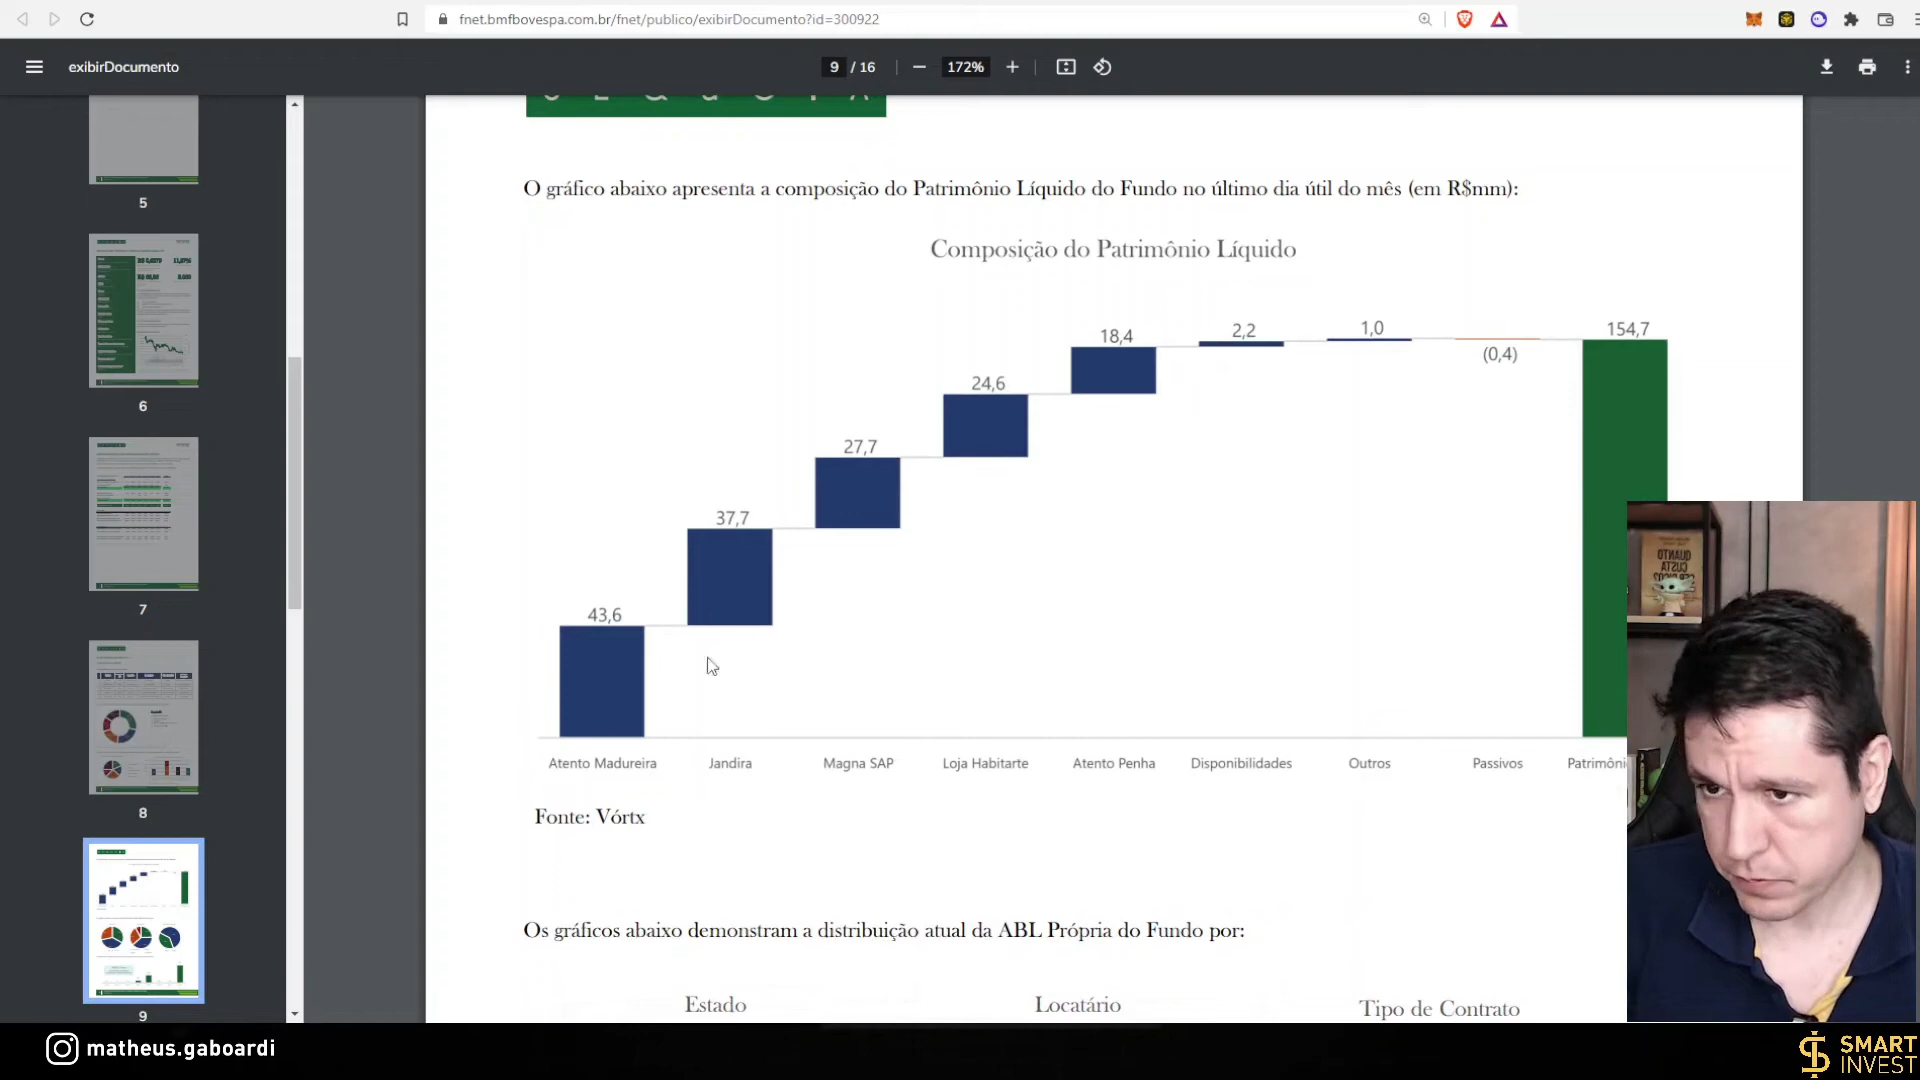 fnet.bmfbovespa.com.br/fnet/publico/exibirDocumento?id=300922
exibirDocumento
9 / 16
172%
5
6
7
8
9
O gráfico abaixo apresenta a composição do Patrimônio Líquido do Fundo no último dia útil do mês (em R$mm):
Composição do Patrimônio Líquido
43,6
37,7
27,7
24,6
18,4
2,2
1,0
(0,4)
154,7
Atento Madureira
Jandira
Magna SAP
Loja Habitarte
Atento Penha
Disponibilidades
Outros
Passivos
Patrimôni
Fonte: Vórtx
Os gráficos abaixo demonstram a distribuição atual da ABL Própria do Fundo por:
Estado
Locatário
Tipo de Contrato
QUANTO
CUSTA
matheus.gaboardi
SMART
INVEST